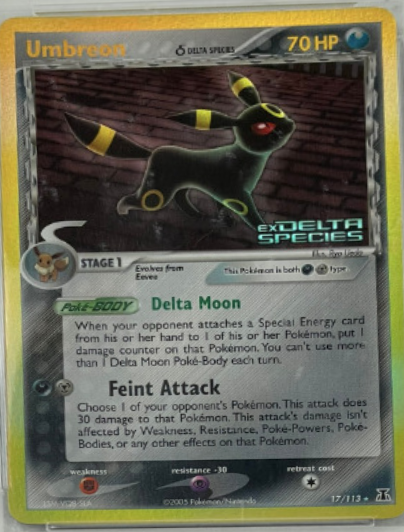 Umbreon δ DELTA SPECIES 70 HP
EX DELTA
SPECIES
Illus. Ryo Ueda
STAGE 1 Evolves from
Eevee
This Pokémon is both type.
Poké-BODY Delta Moon
When your opponent attaches a Special Energy card
from his or her hand to 1 of his or her Pokémon, put 1
damage counter on that Pokémon. You can't use more
than 1 Delta Moon Poké-Body each turn.
Feint Attack
Choose 1 of your opponent's Pokémon. This attack does
30 damage to that Pokémon. This attack's damage isn't
affected by Weakness, Resistance, Poké-Powers, Poké-
Bodies, or any other effects on that Pokémon.
weakness resistance -30 retreat cost
©2005 Pokémon/Nintendo 17/113 ★